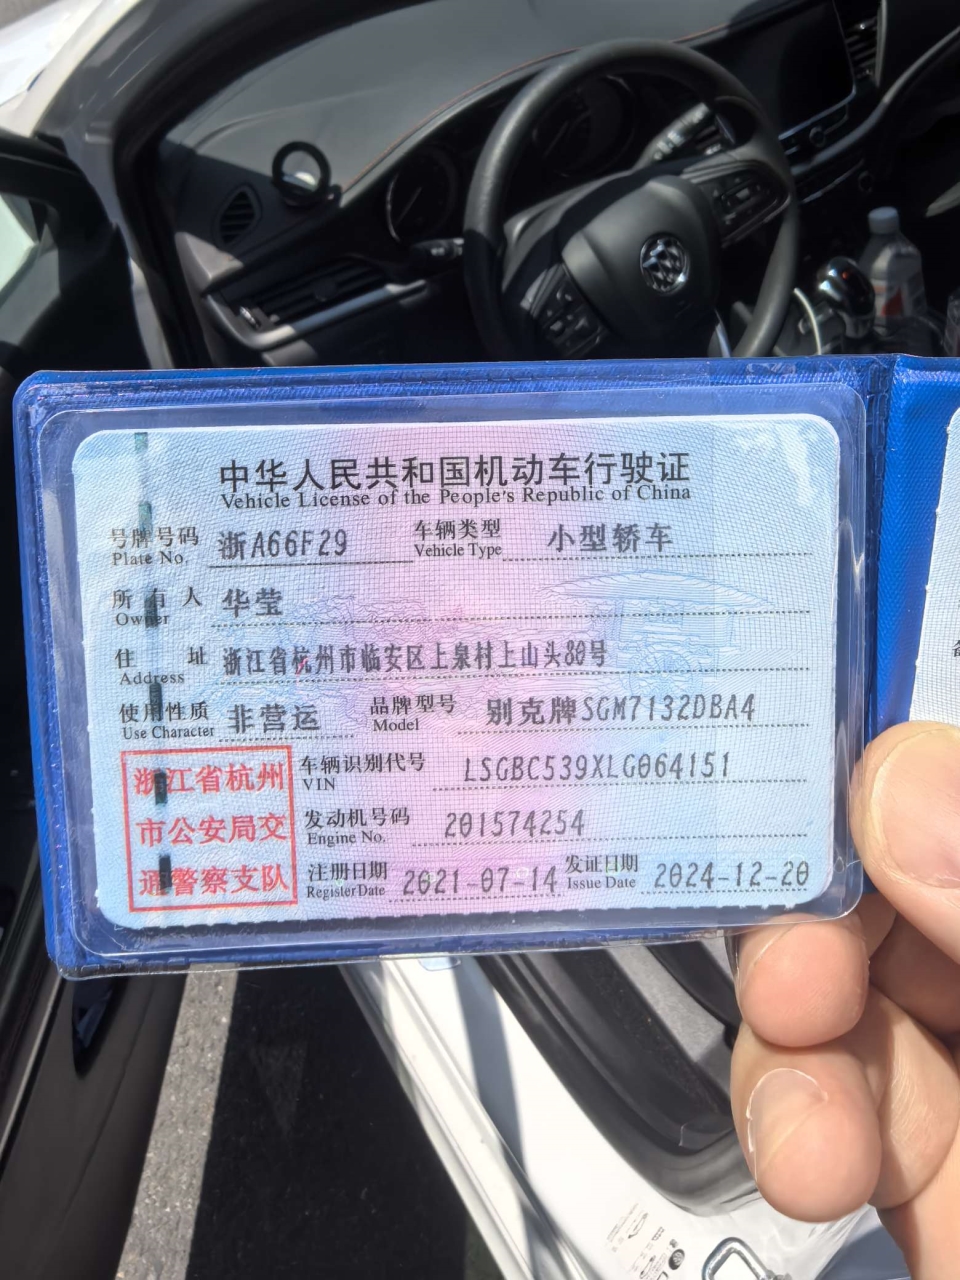 中华人民共和国机动车行驶证
Vehicle License of the People's Republic of China
号牌号码 浙A66F29 车辆类型 小型轿车
Plate No. Vehicle Type
所有人 华莹
Owner
住址 浙江省杭州市临安区上泉村上山头80号
Address
使用性质 非营运 品牌型号 别克牌SGM7132DBA4
Use Character Model
浙江省杭州
市公安局交
通警察支队
车辆识别代号 LSGBC539XLG064151
VIN
发动机号码 201574254
Engine No.
注册日期 2021-07-14 发证日期 2024-12-20
Register Date Issue Date